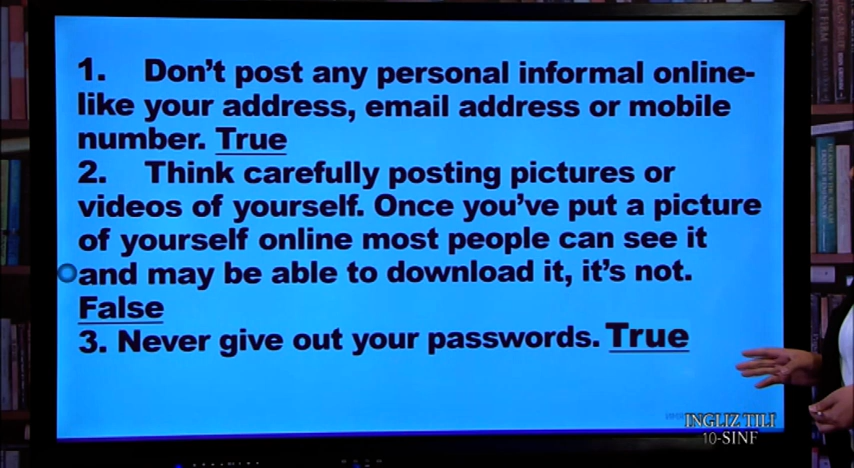 1. Don't post any personal informal online-
like your address, email address or mobile
number. True
2. Think carefully posting pictures or
videos of yourself. Once you've put a picture
of yourself online most people can see it
and may be able to download it, it's not.
False
3. Never give out your passwords. True
INGLIZ TILI
10-SINF